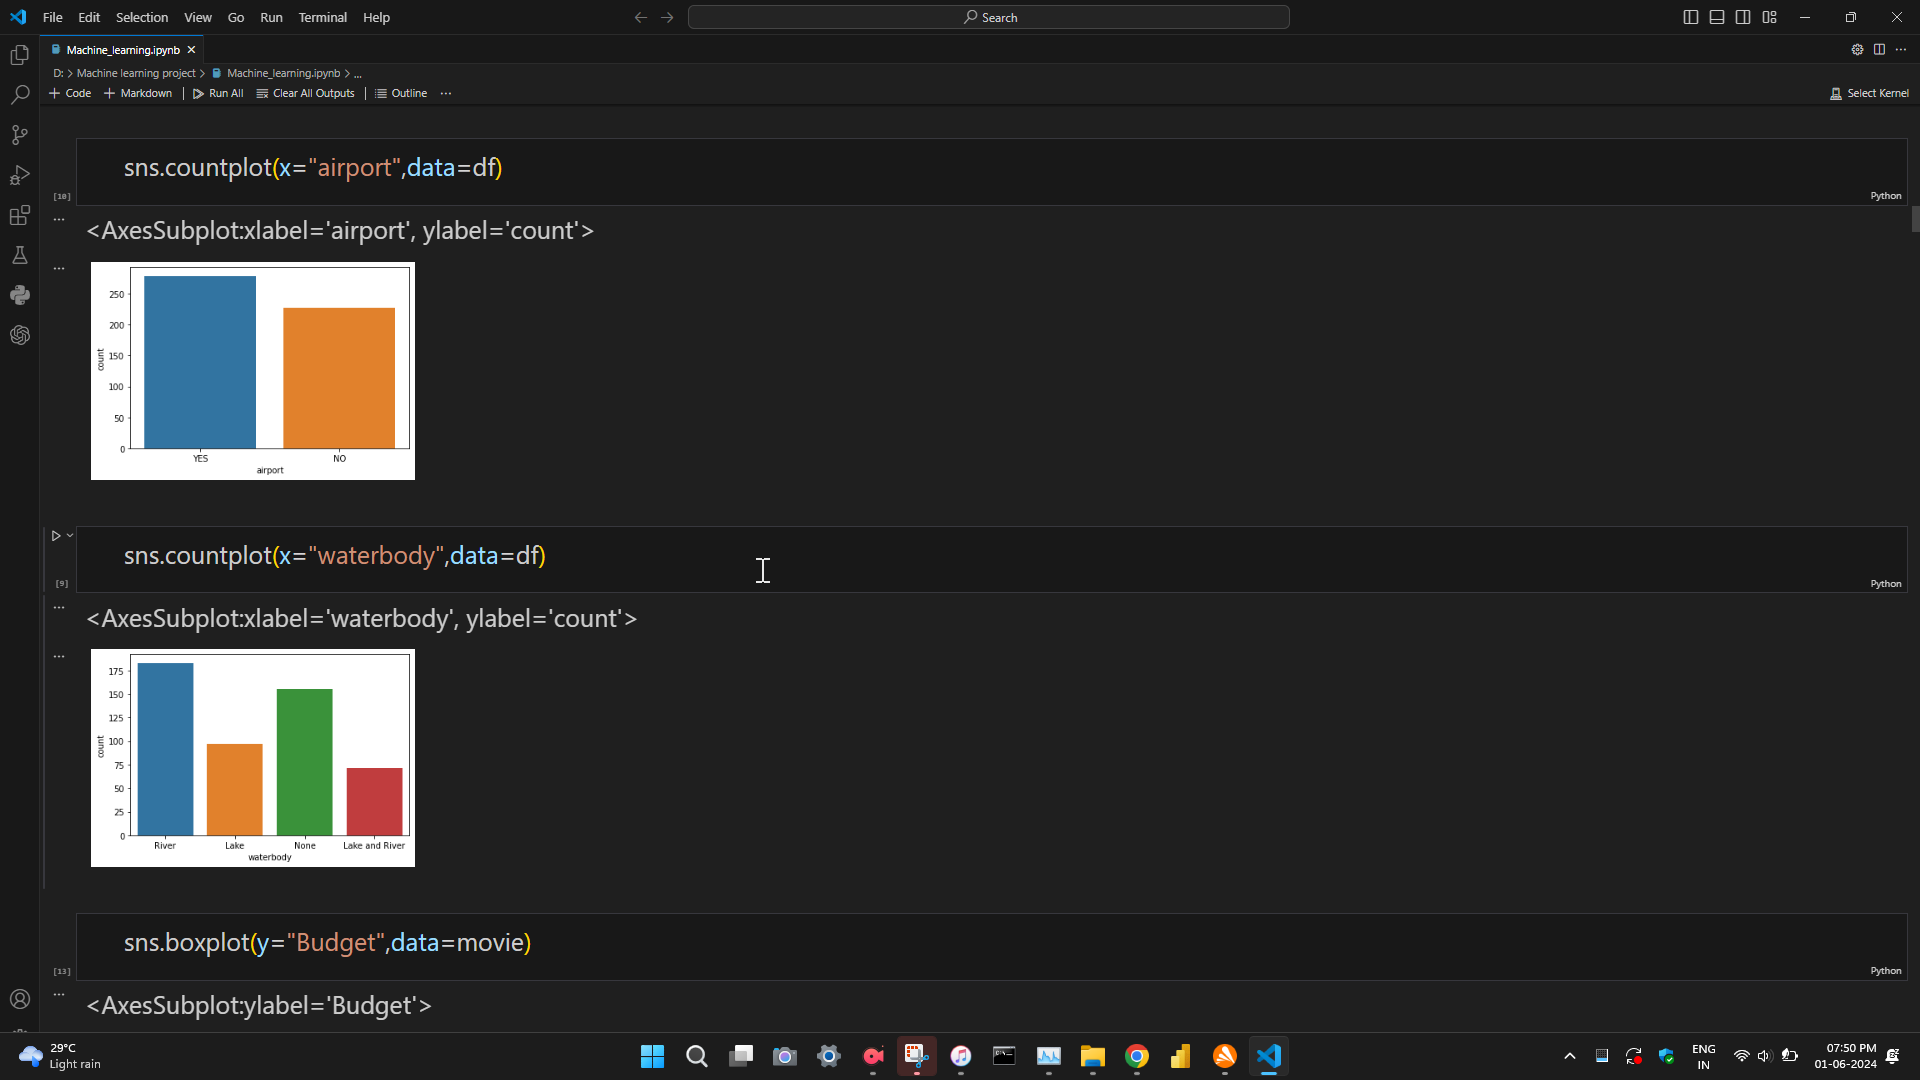 File Edit Selection View Go Run Terminal Help
Search
Machine_learning.ipynb
D: > Machine learning project > Machine_learning.ipynb > ...
Code Markdown Run All Clear All Outputs Outline ...
Select Kernel
sns.countplot(x="airport",data=df)
[10]
Python
<AxesSubplot:xlabel='airport', ylabel='count'>
250
200
150
100
50
0
count
YES NO
airport
sns.countplot(x="waterbody",data=df)
[9]
Python
<AxesSubplot:xlabel='waterbody', ylabel='count'>
175
150
125
100
75
50
25
0
count
River Lake None Lake and River
waterbody
sns.boxplot(y="Budget",data=movie)
[13]
Python
<AxesSubplot:ylabel='Budget'>
29°C
Light rain
ENG
IN
07:50 PM
01-06-2024